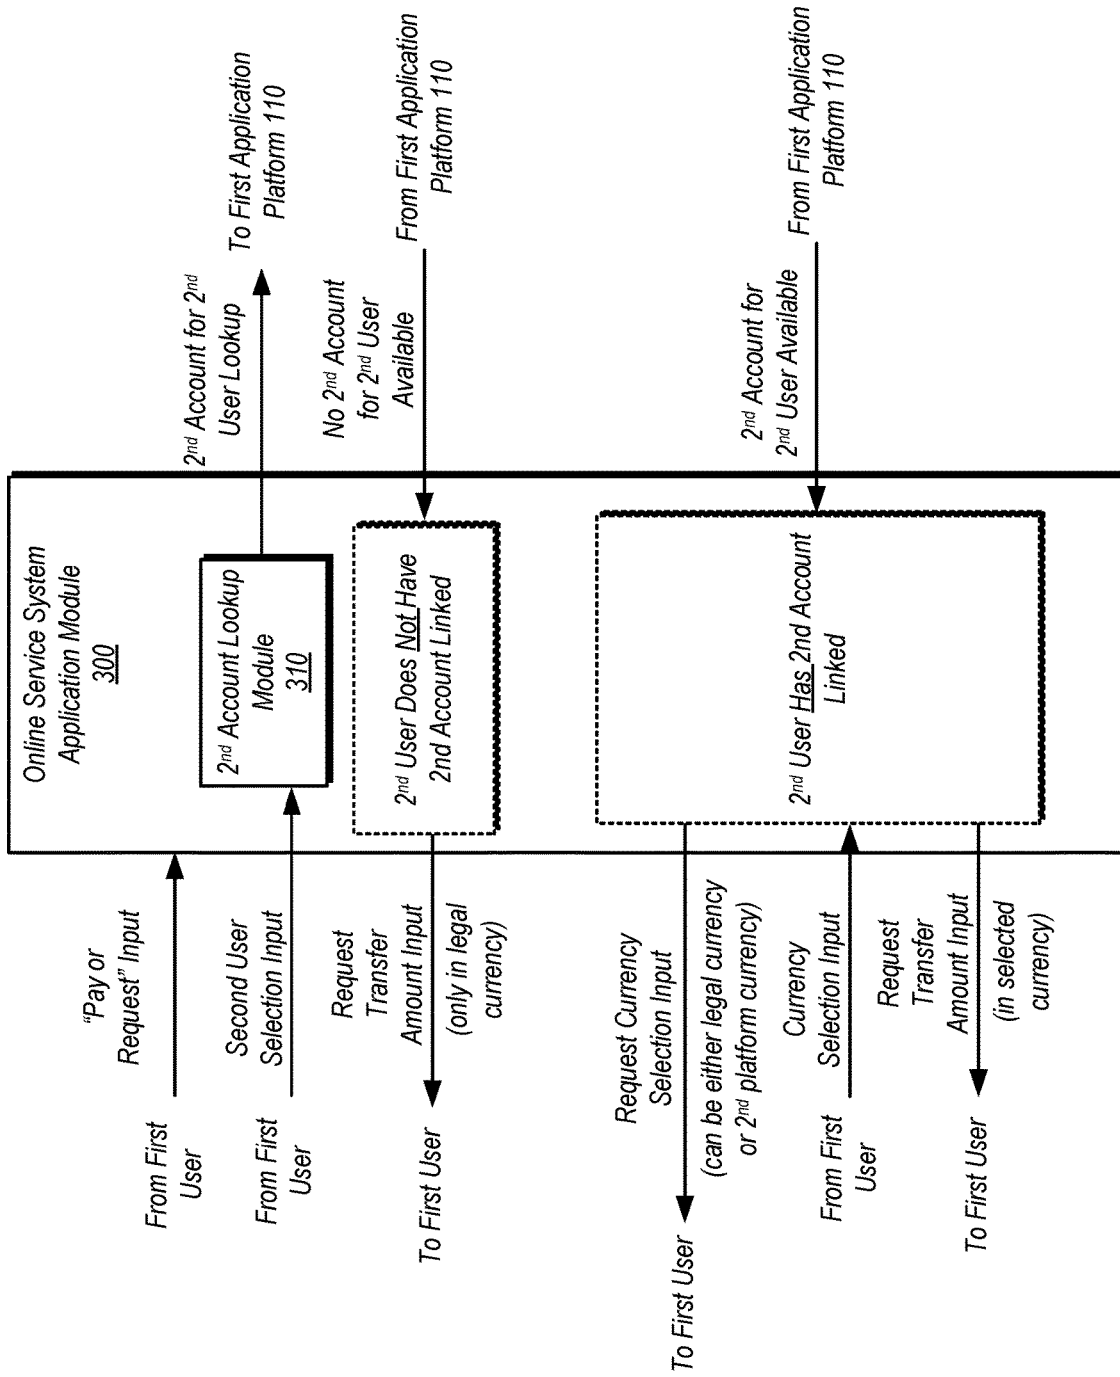 Online Service System
Application Module
300
"Pay or
Request" Input
From First
User
Second User
Selection Input
From First
User
2nd Account Lookup
Module
310
2nd Account for 2nd
User Lookup
To First Application
Platform 110
No 2nd Account
for 2nd User
Available
From First Application
Platform 110
2nd User Does Not Have
2nd Account Linked
Request
Transfer
Amount Input
(only in legal
currency)
To First User
2nd Account for
2nd User Available
From First Application
Platform 110
2nd User Has 2nd Account
Linked
Request Currency
Selection Input
(can be either legal currency
or 2nd platform currency)
To First User
Currency
Selection Input
From First
User
Request
Transfer
Amount Input
(in selected
currency)
To First User